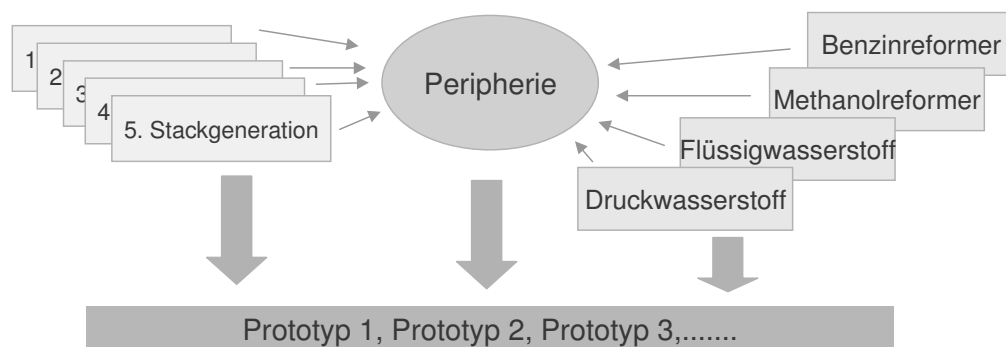 1
2
3
4
5. Stackgeneration
Peripherie
Benzinreformer
Methanolreformer
Flüssigwasserstoff
Druckwasserstoff
Prototyp 1, Prototyp 2, Prototyp 3,.......